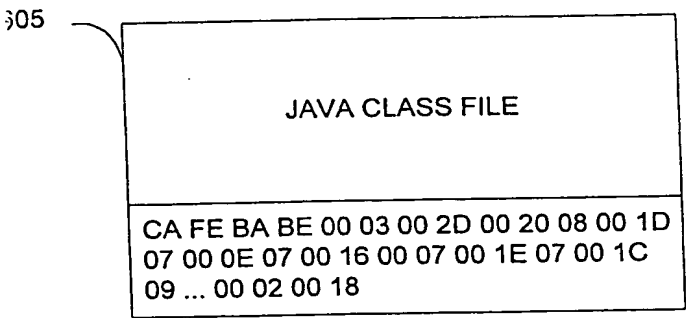 605
JAVA CLASS FILE
CA FE BA BE 00 03 00 2D 00 20 08 00 1D
07 00 0E 07 00 16 00 07 00 1E 07 00 1C
09 ... 00 02 00 18